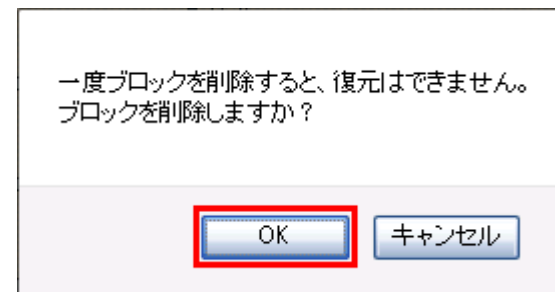 一度ブロックを削除すると、復元はできません。
ブロックを削除しますか？
OK キャンセル